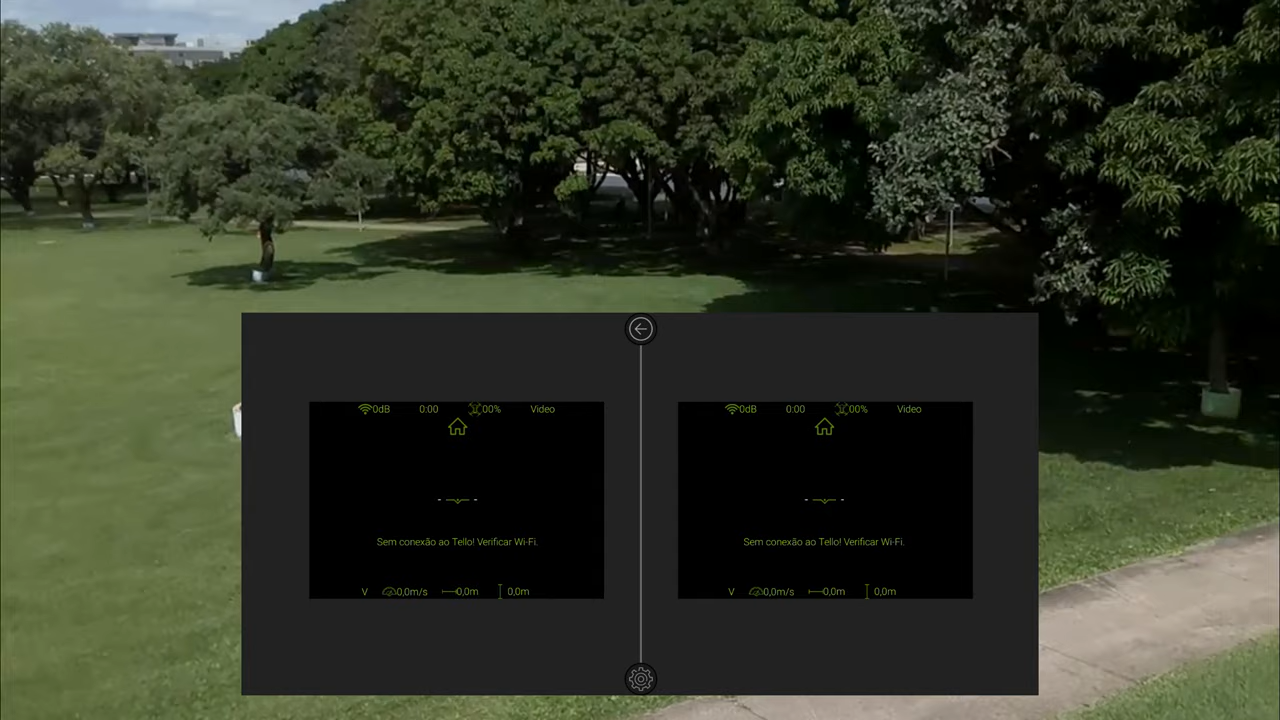 0dB 0:00 00% Video
Sem conexão ao Tello! Verificar Wi-Fi.
V 0,0m/s 0,0m 0,0m
0dB 0:00 00% Video
Sem conexão ao Tello! Verificar Wi-Fi.
V 0,0m/s 0,0m 0,0m